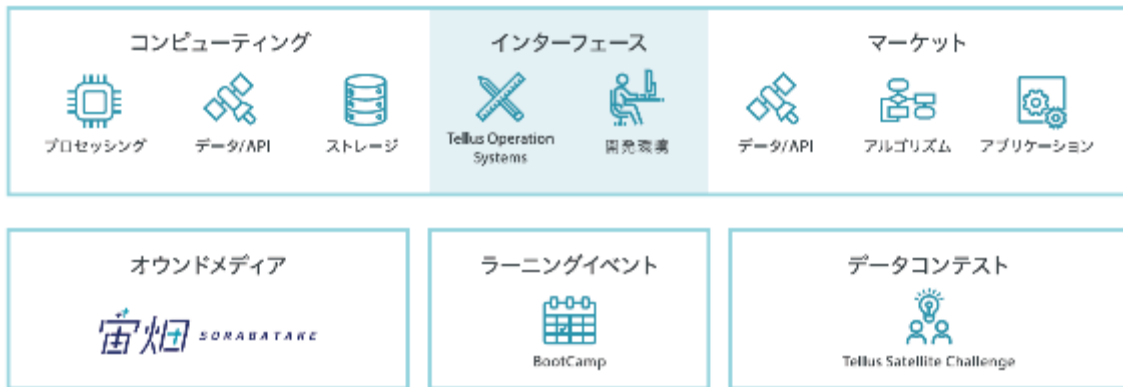 コンピューティング
インターフェース
マーケット
プロセッシング
データ/API
ストレージ
Tellus Operation
Systems
開発環境
データ/API
アルゴリズム
アプリケーション
オウンドメディア
ラーニングイベント
データコンテスト
宙畑 SORABATAKE
BootCamp
Tellus Satellite Challenge